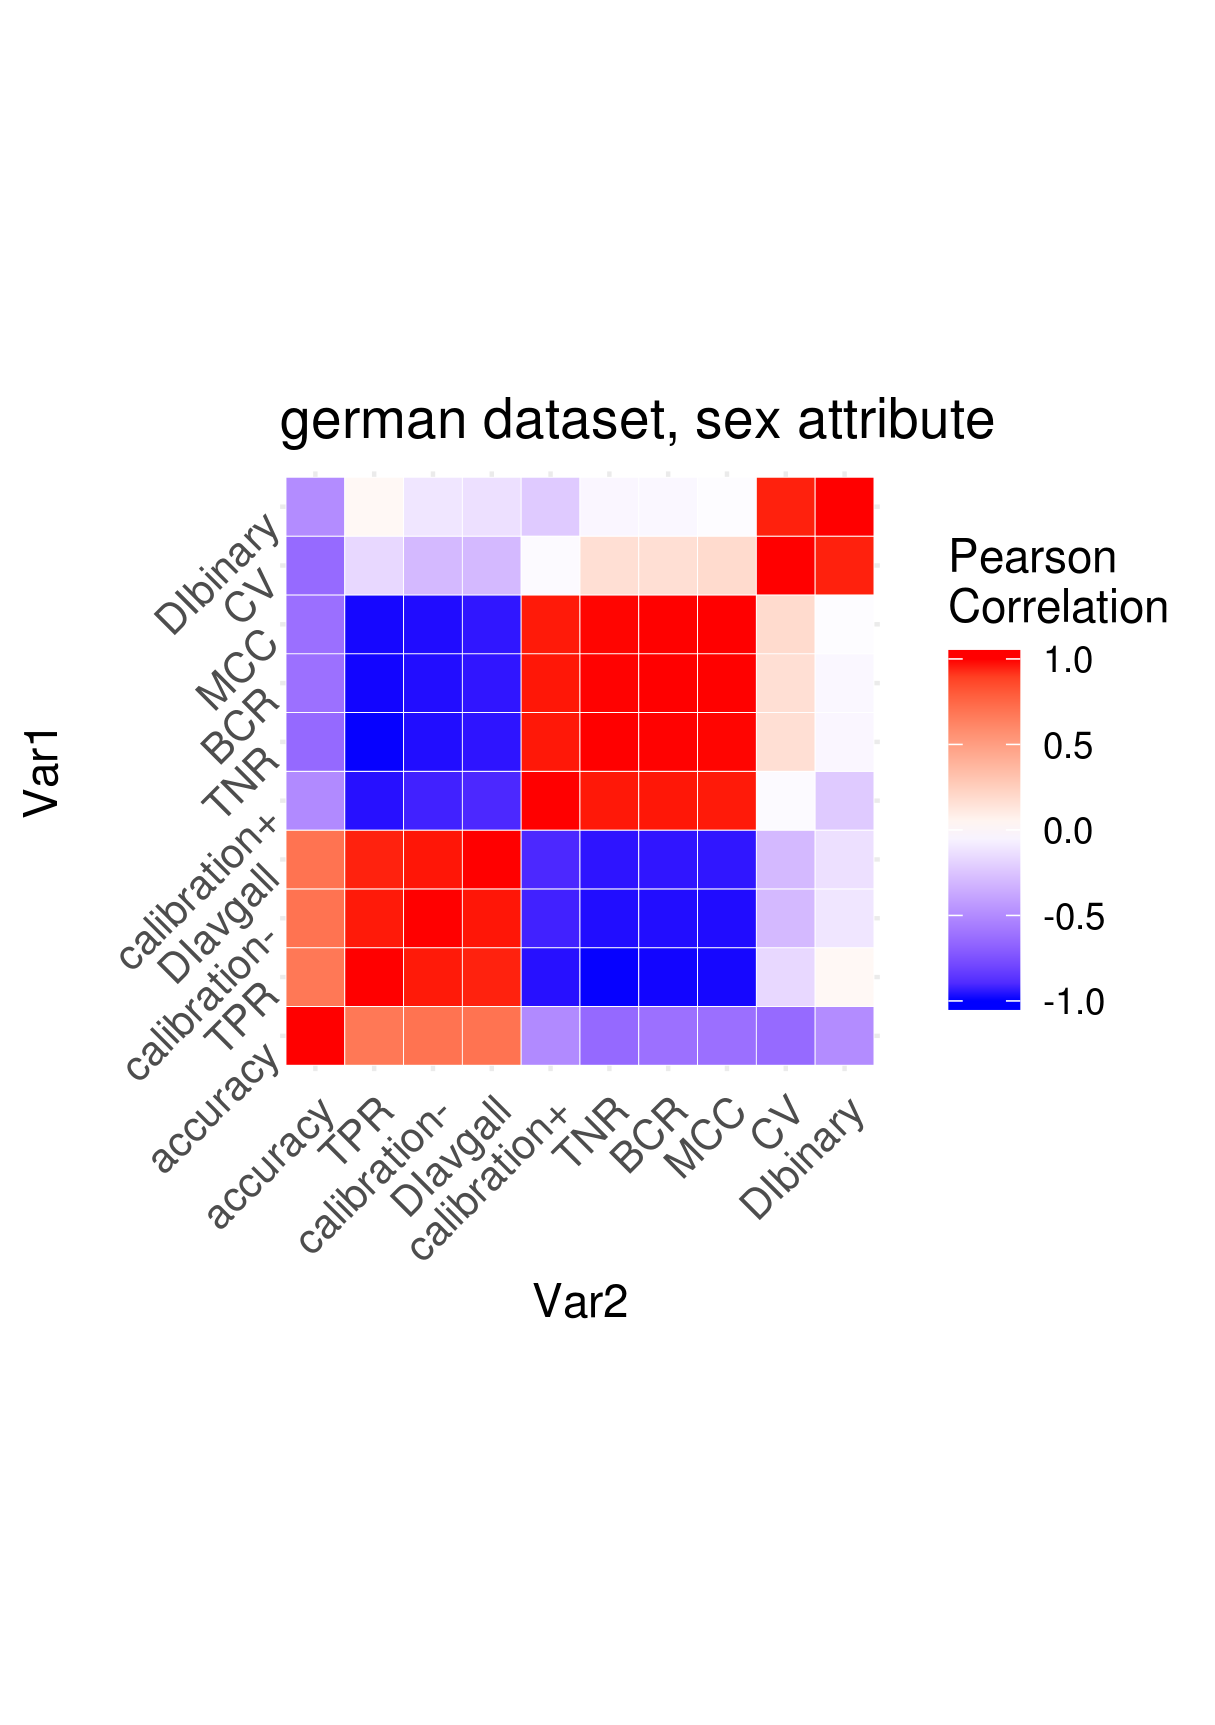 german dataset, sex attribute
Var1
DIbinary
CV
MCC
BCR
TNR
calibration+
DIavgall
calibration-
TPR
accuracy
accuracy
TPR
calibration-
DIavgall
calibration+
TNR
BCR
MCC
CV
DIbinary
Var2
Pearson
Correlation
1.0
0.5
0.0
-0.5
-1.0